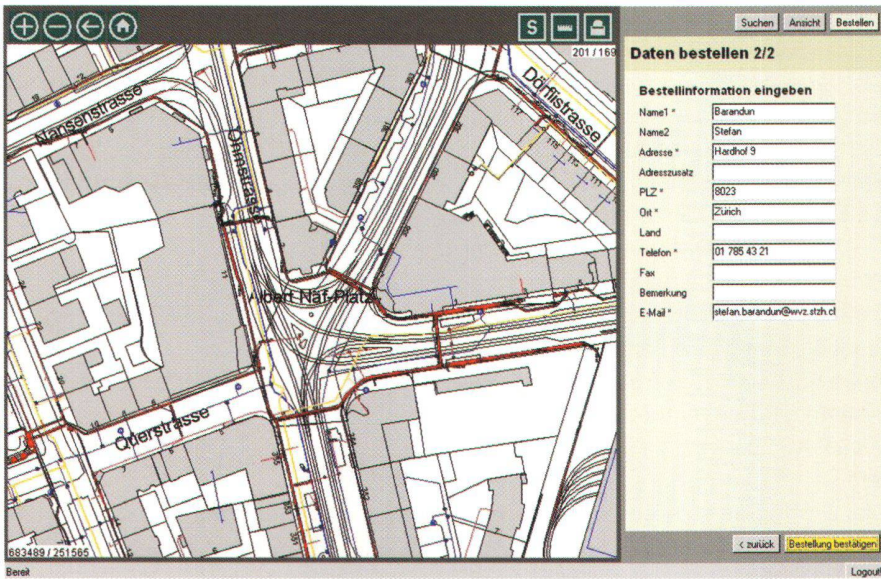 S
Suchen Ansicht Bestellen
201 / 169
Daten bestellen 2/2
Bestellinformation eingeben
Name1 * Barandun
Name2 Stefan
Adresse * Hardhof 9
Adresszusatz
PLZ * 8023
Ort * Zürich
Land
Telefon * 01 785 43 21
Fax
Bemerkung
E-Mail * stefan.barandun@wvz.stzh.cl
Nansenstrasse
Ohmstrasse
Dörflistrasse
Albert Näf-Platz
Querstrasse
683489 / 251565
< zurück Bestellung bestätigen
Bereit Logout